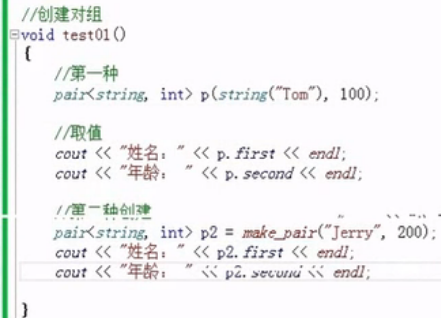 //创建对组
void test01()
{
//第一种
pair<string, int> p(string("Tom"), 100);
//取值
cout << "姓名：" << p.first << endl;
cout << "年龄： " << p.second << endl;
//第二种创建
pair<string, int> p2 = make_pair("Jerry", 200);
cout << "姓名：" << p2.first << endl;
cout << "年龄： " << p2.second << endl;
}